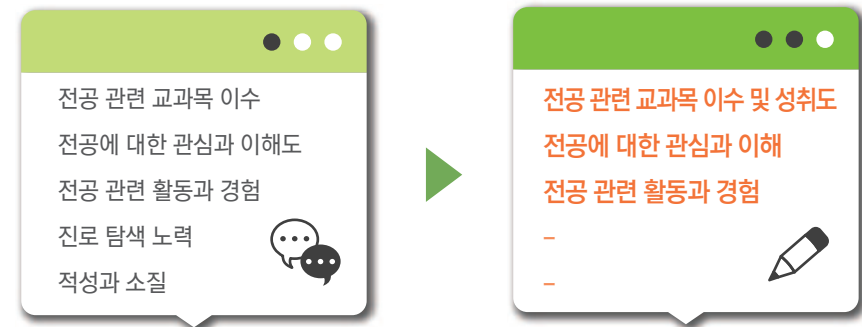 전공 관련 교과목 이수
전공에 대한 관심과 이해도
전공 관련 활동과 경험
진로 탐색 노력
적성과 소질
전공 관련 교과목 이수 및 성취도
전공에 대한 관심과 이해
전공 관련 활동과 경험
–
–